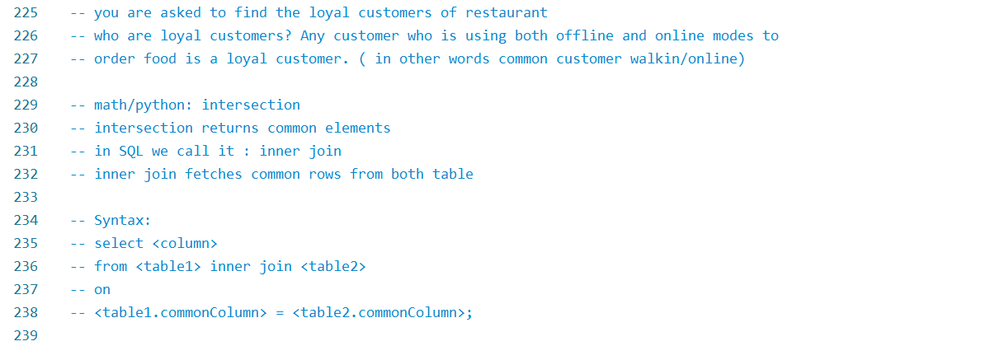 225 -- you are asked to find the loyal customers of restaurant
226 -- who are loyal customers? Any customer who is using both offline and online modes to
227 -- order food is a loyal customer. ( in other words common customer walkin/online)
228
229 -- math/python: intersection
230 -- intersection returns common elements
231 -- in SQL we call it : inner join
232 -- inner join fetches common rows from both table
233
234 -- Syntax:
235 -- select <column>
236 -- from <table1> inner join <table2>
237 -- on
238 -- <table1.commonColumn> = <table2.commonColumn>;
239